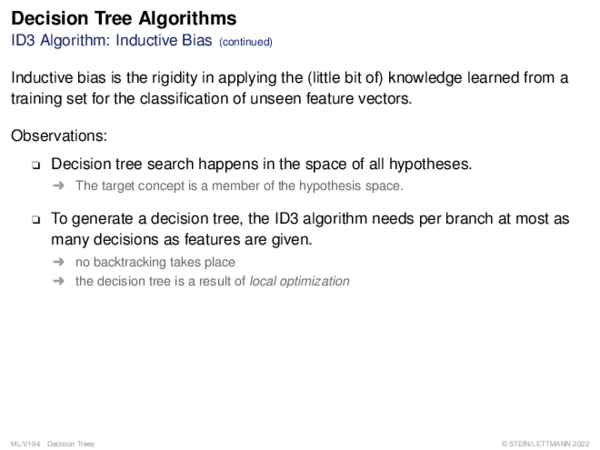 Decision Tree Algorithms
ID3 Algorithm: Inductive Bias (continued)
Inductive bias is the rigidity in applying the (little bit of) knowledge learned from a
training set for the classification of unseen feature vectors.
Observations:
❑ Decision tree search happens in the space of all hypotheses.
➜ The target concept is a member of the hypothesis space.
❑ To generate a decision tree, the ID3 algorithm needs per branch at most as
many decisions as features are given.
➜ no backtracking takes place
➜ the decision tree is a result of local optimization
ML:VI-94 Decision Trees © STEIN/LETTMANN 2022